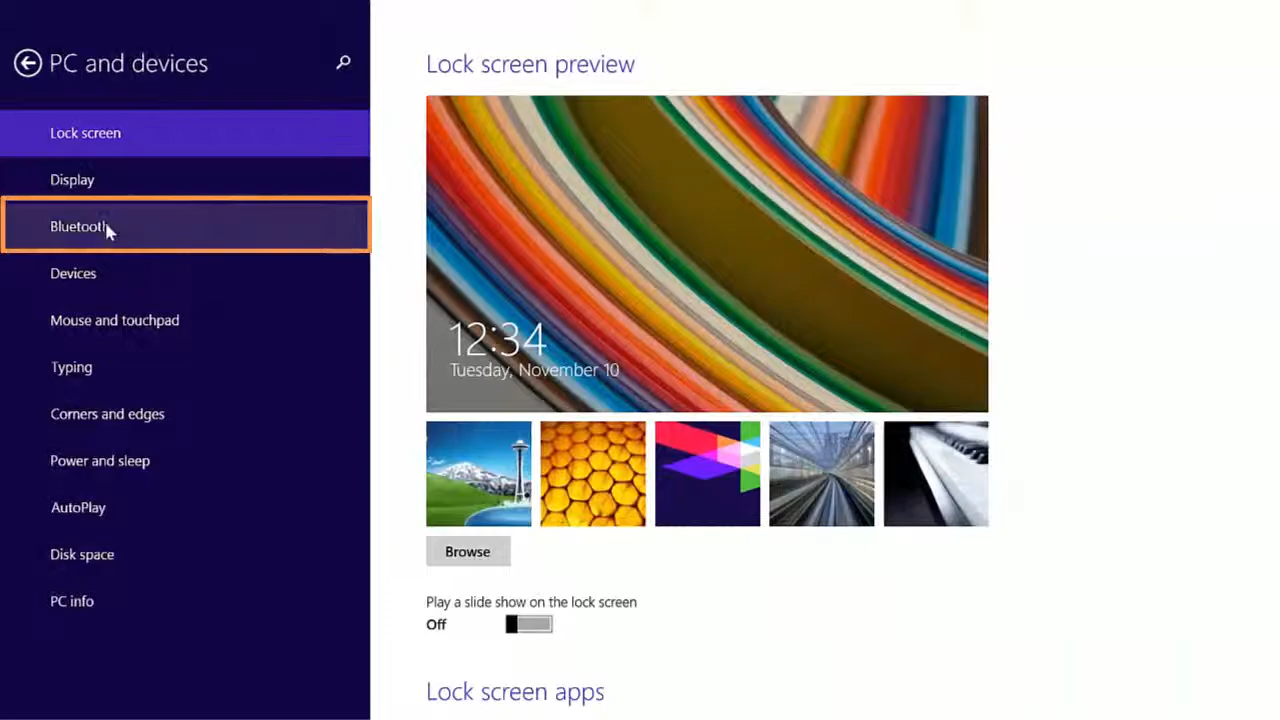 PC and devices
Lock screen
Display
Bluetooth
Devices
Mouse and touchpad
Typing
Corners and edges
Power and sleep
AutoPlay
Disk space
PC info
Lock screen preview
12:34
Tuesday, November 10
Browse
Play a slide show on the lock screen
Off
Lock screen apps